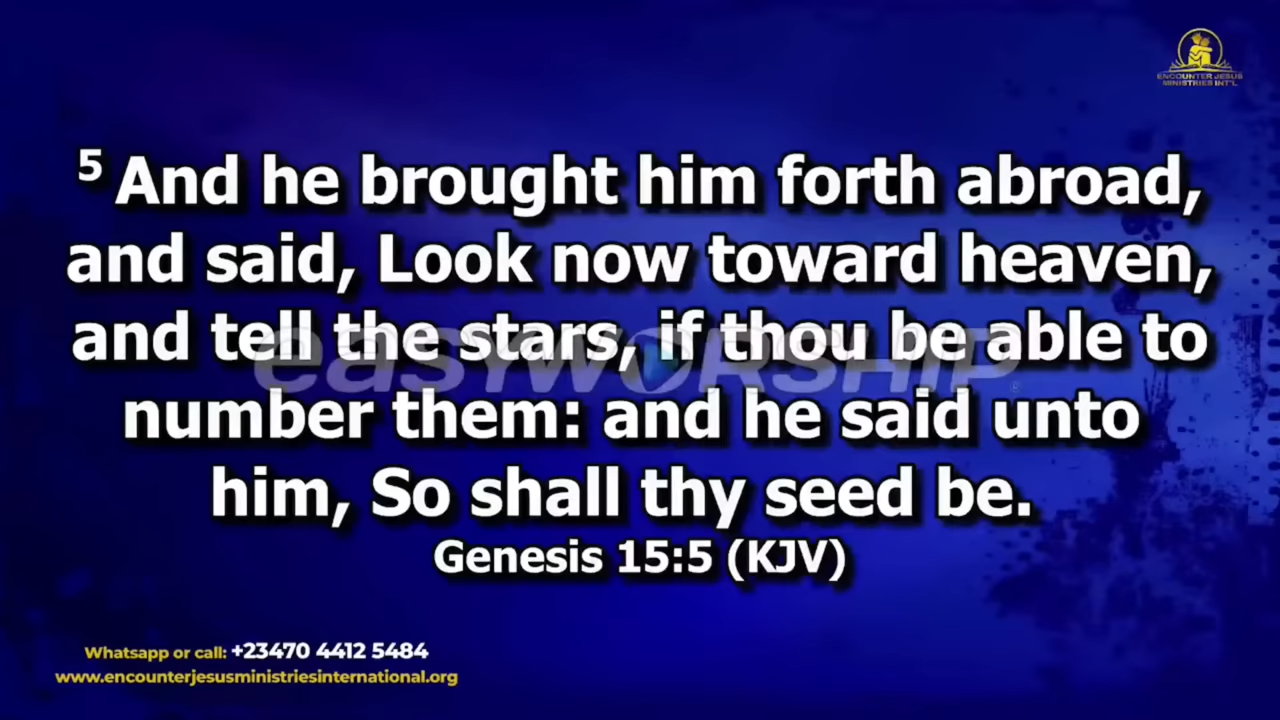 ENCOUNTER JESUS
MINISTRIES INT'L
5 And he brought him forth abroad,
and said, Look now toward heaven,
and tell the stars, if thou be able to
number them: and he said unto
him, So shall thy seed be.
Genesis 15:5 (KJV)
easyWORSHIP®
Whatsapp or call: +23470 4412 5484
www.encounterjesusministriesinternational.org